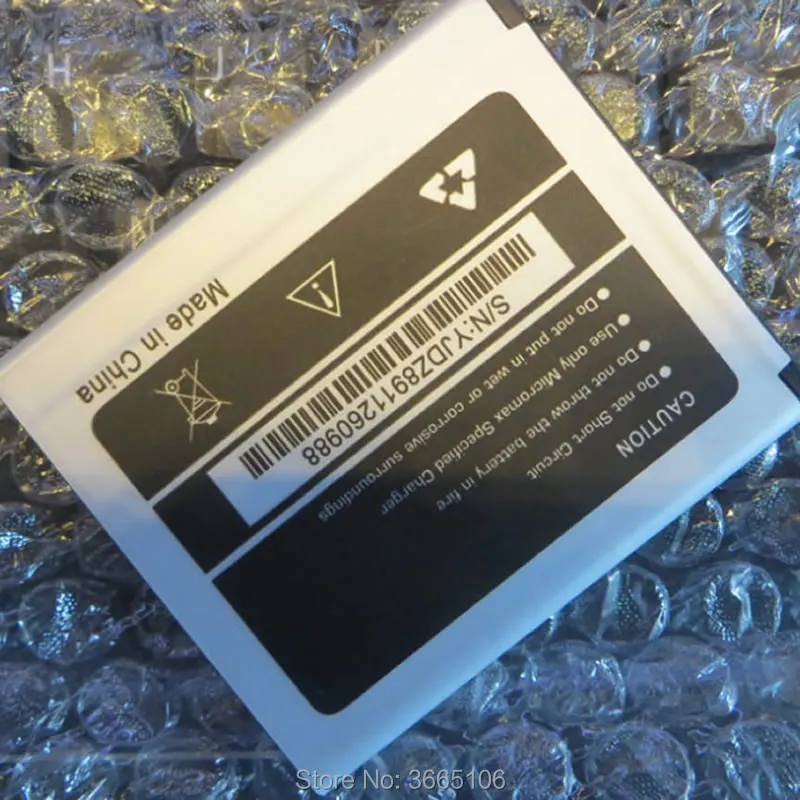 CAUTION
● Do not Short Circuit
● Do not throw the battery in fire
● Use only Micromax Specified Charger
● Do not put in wet or corrosive surroundings
S/N:YJDZ8911260988
Made in China
H
J
Store No: 3665106